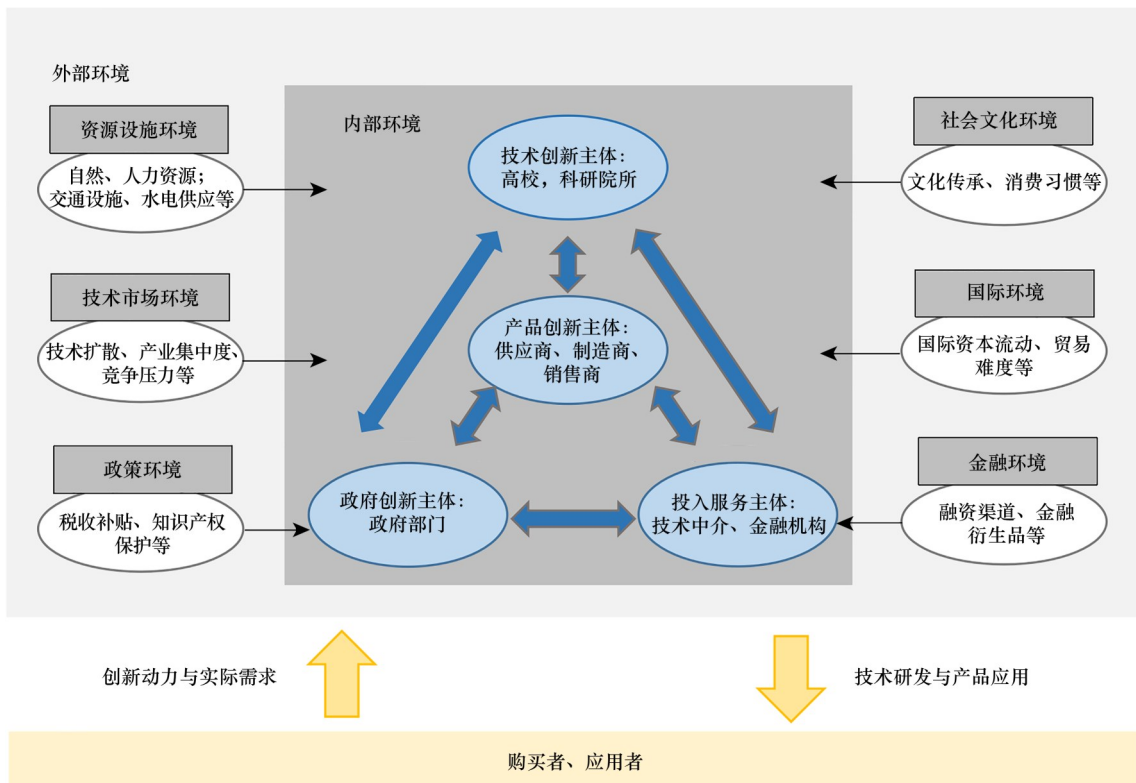 外部环境
资源设施环境
自然、人力资源；
交通设施、水电供应等
技术市场环境
技术扩散、产业集中度、
竞争压力等
政策环境
税收补贴、知识产权
保护等
内部环境
技术创新主体：
高校，科研院所
产品创新主体：
供应商、制造商、
销售商
政府创新主体：
政府部门
投入服务主体：
技术中介、金融机构
社会文化环境
文化传承、消费习惯等
国际环境
国际资本流动、贸易
难度等
金融环境
融资渠道、金融
衍生品等
创新动力与实际需求
技术研发与产品应用
购买者、应用者